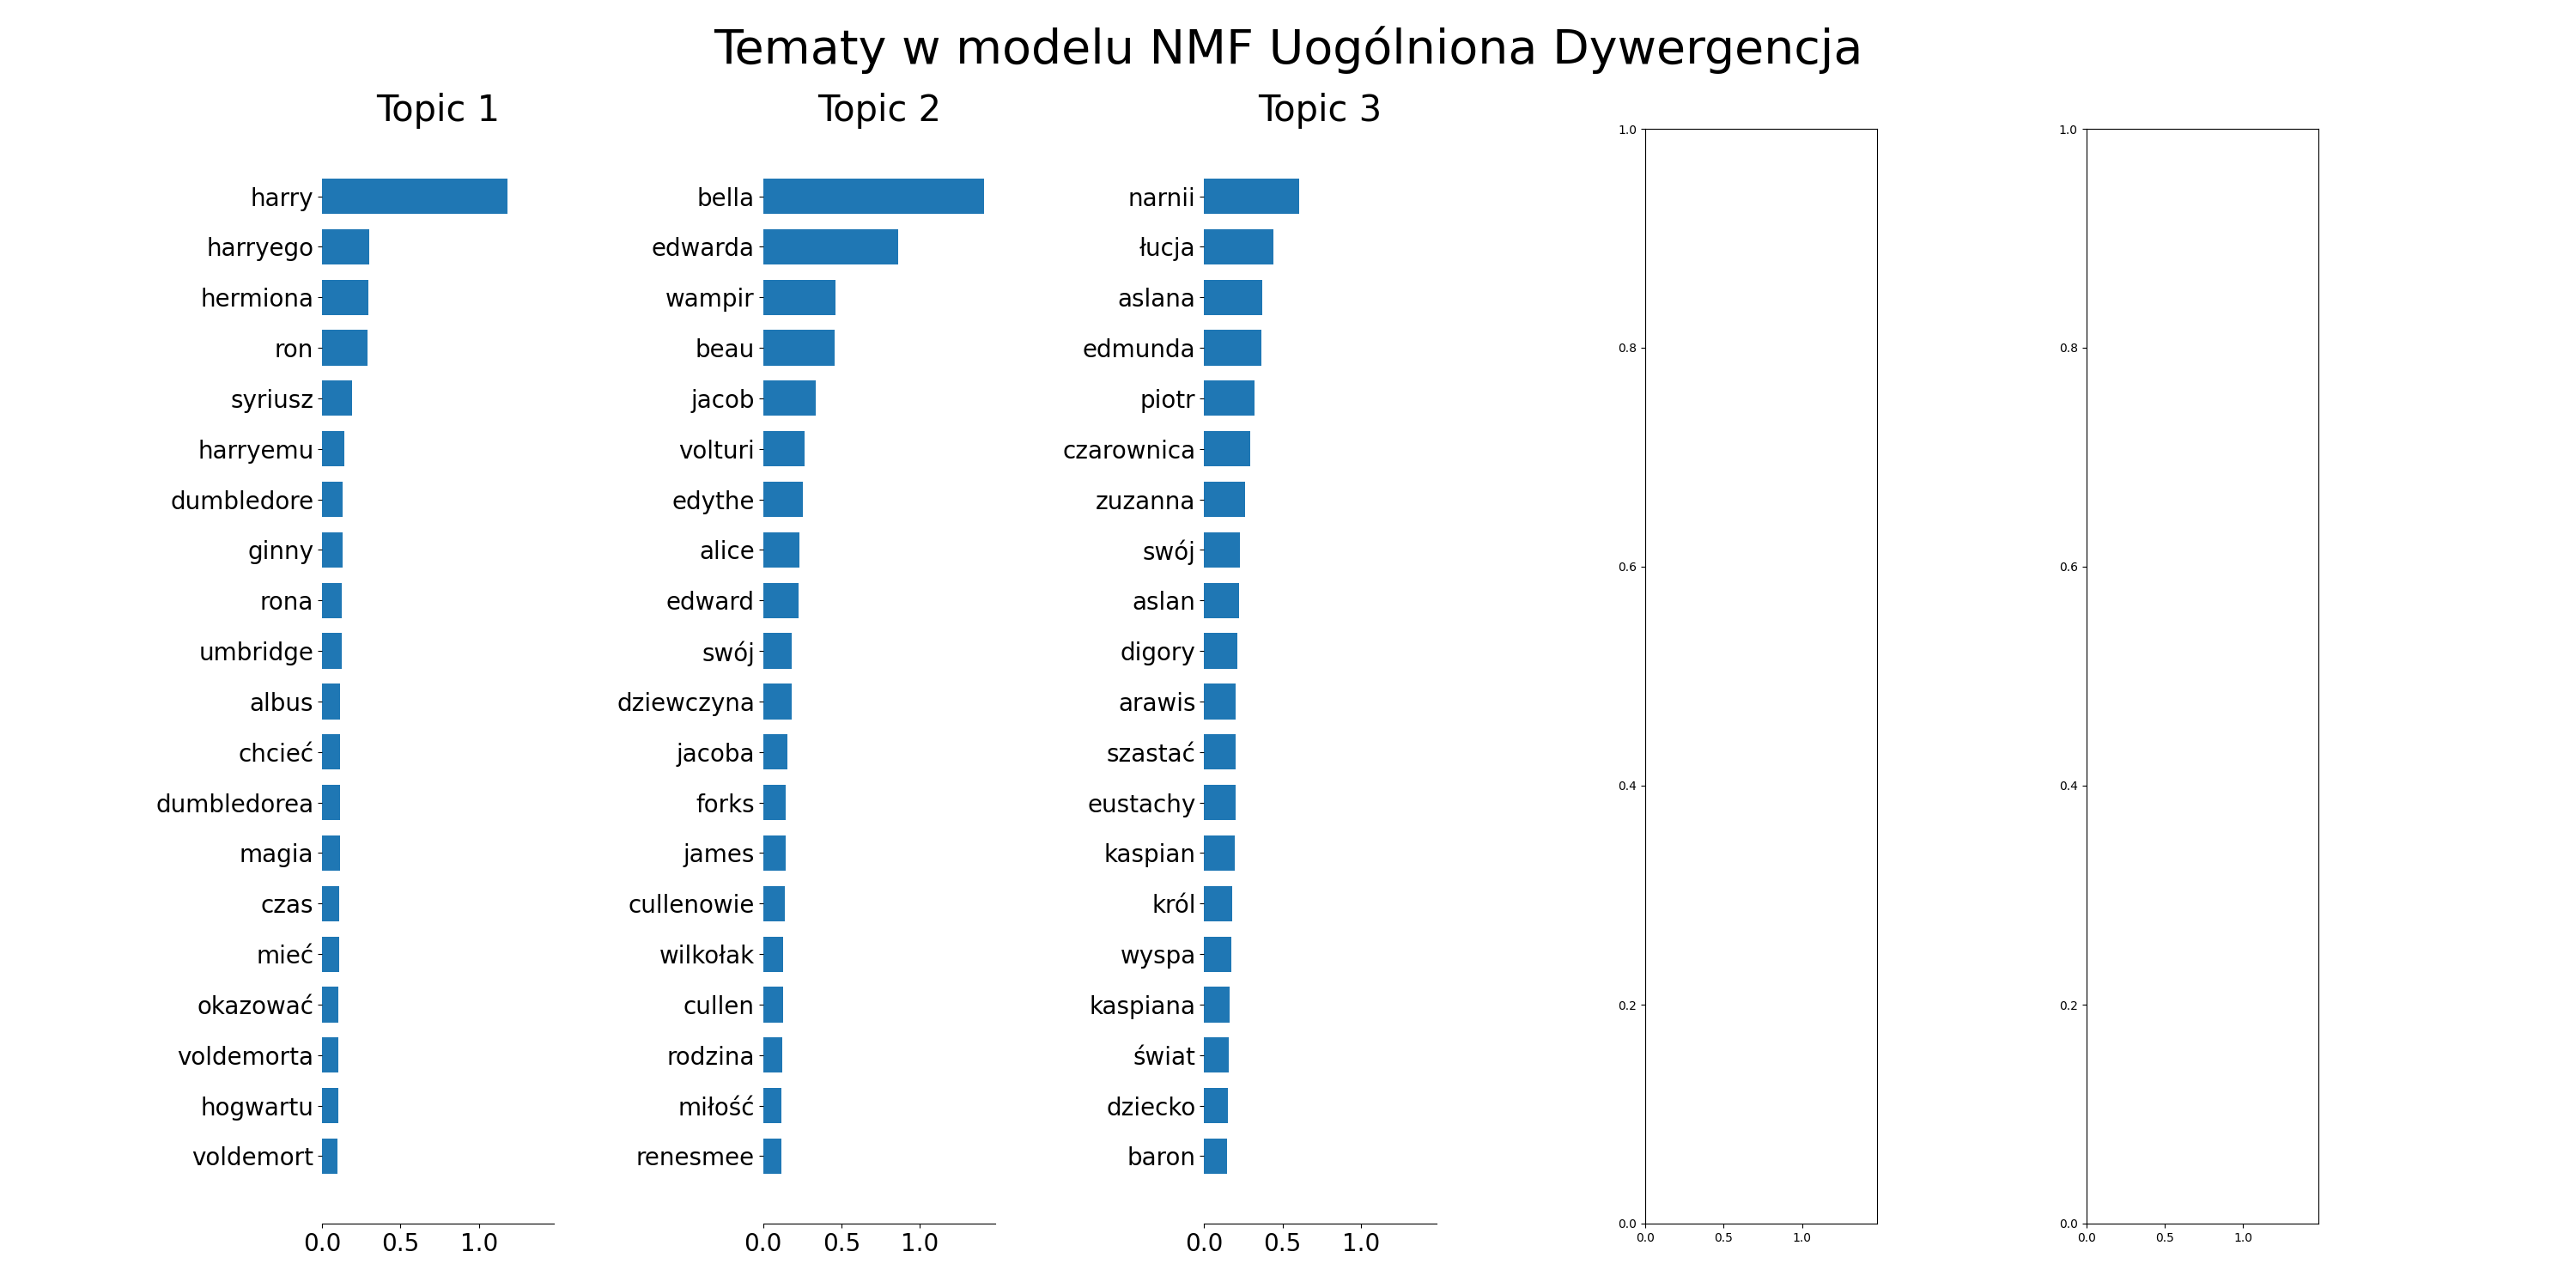 Tematy w modelu NMF Uogólniona Dywergencja
Topic 1
harry
harryego
hermiona
ron
syriusz
harryemu
dumbledore
ginny
rona
umbridge
albus
chcieć
dumbledorea
magia
czas
mieć
okazować
voldemorta
hogwartu
voldemort
0.0 0.5 1.0
Topic 2
bella
edwarda
wampir
beau
jacob
volturi
edythe
alice
edward
swój
dziewczyna
jacoba
forks
james
cullenowie
wilkołak
cullen
rodzina
miłość
renesmee
0.0 0.5 1.0
Topic 3
narnii
łucja
aslana
edmunda
piotr
czarownica
zuzanna
swój
aslan
digory
arawis
szastać
eustachy
kaspian
król
wyspa
kaspiana
świat
dziecko
baron
0.0 0.5 1.0
1.0
0.8
0.6
0.4
0.2
0.0
0.0 0.5 1.0
1.0
0.8
0.6
0.4
0.2
0.0
0.0 0.5 1.0